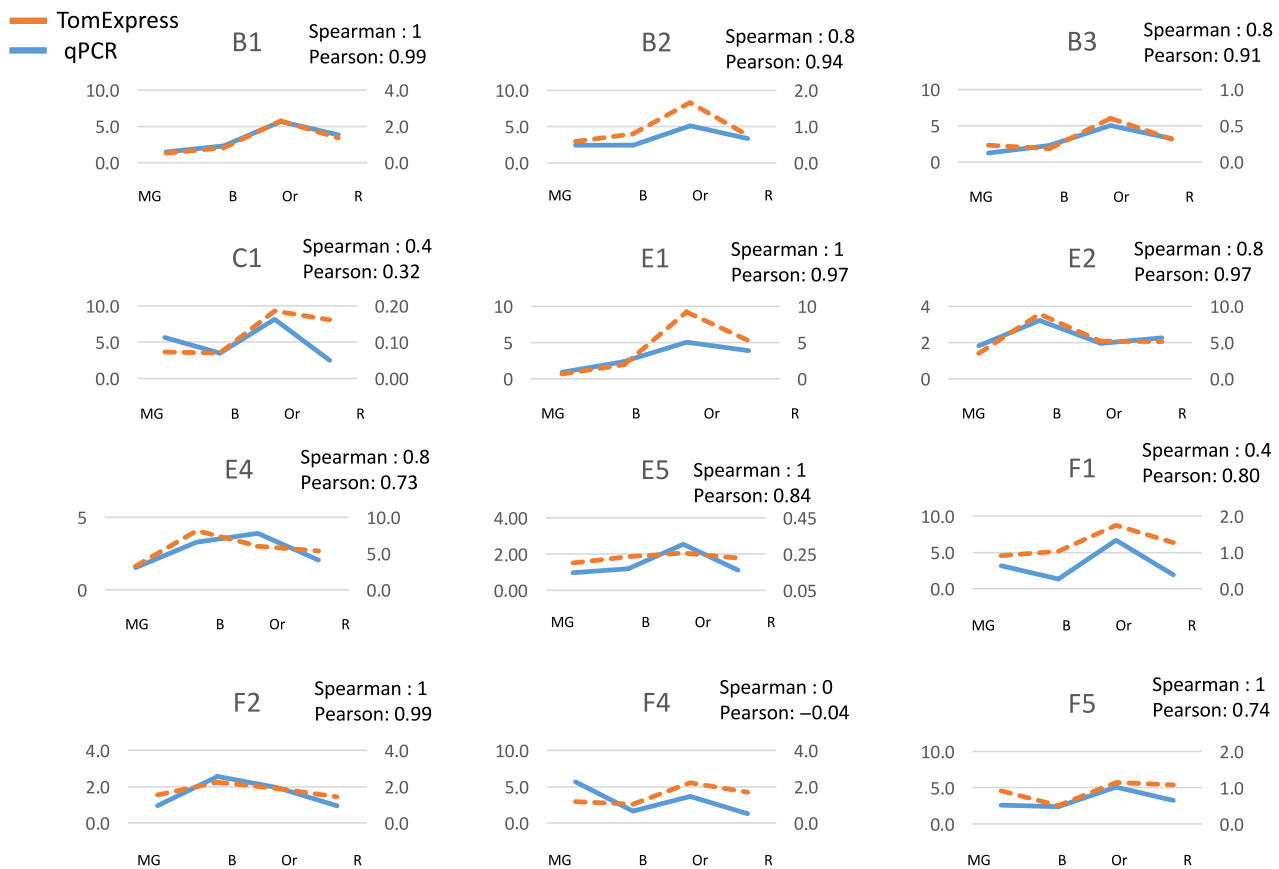 TomExpress
qPCR
B1
Spearman : 1
Pearson: 0.99
10.0
5.0
0.0
4.0
2.0
0.0
MG B Or R
B2
Spearman : 0.8
Pearson: 0.94
10.0
5.0
0.0
2.0
1.0
0.0
MG B Or R
B3
Spearman : 0.8
Pearson: 0.91
10
5
0
1.0
0.5
0.0
MG B Or R
C1
Spearman : 0.4
Pearson: 0.32
10.0
5.0
0.0
0.20
0.10
0.00
MG B Or R
E1
Spearman : 1
Pearson: 0.97
10
5
0
10
5
0
MG B Or R
E2
Spearman : 0.8
Pearson: 0.97
4
2
0
10.0
5.0
0.0
MG B Or R
E4
Spearman : 0.8
Pearson: 0.73
5
0
10.0
5.0
0.0
MG B Or R
E5
Spearman : 1
Pearson: 0.84
4.00
2.00
0.00
0.45
0.25
0.05
MG B Or R
F1
Spearman : 0.4
Pearson: 0.80
10.0
5.0
0.0
2.0
1.0
0.0
MG B Or R
F2
Spearman : 1
Pearson: 0.99
4.0
2.0
0.0
4.0
2.0
0.0
MG B Or R
F4
Spearman : 0
Pearson: –0.04
10.0
5.0
0.0
4.0
2.0
0.0
MG B Or R
F5
Spearman : 1
Pearson: 0.74
10.0
5.0
0.0
2.0
1.0
0.0
MG B Or R